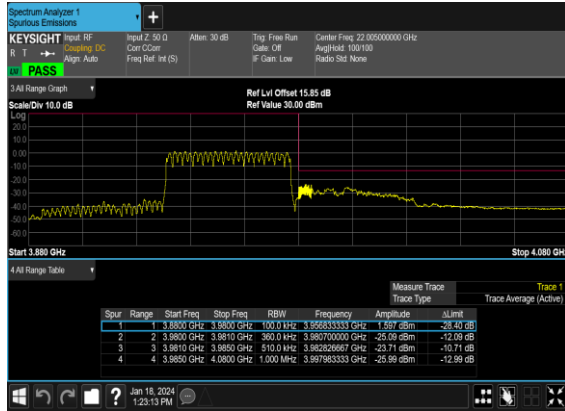 Spectrum Analyzer 1
Spurious Emissions
+
KEYSIGHT Input: RF Input Z: 50 Ω Atten: 30 dB Trig: Free Run Center Freq: 22.005000000 GHz
R T Coupling: DC Corr CCorr Gate: Off Avg|Hold: 100/100
Align: Auto Freq Ref: Int (S) IF Gain: Low Radio Std: None
PASS
3 All Range Graph
Ref Lvl Offset 15.85 dB
Scale/Div 10.0 dB Ref Value 30.00 dBm
Log
20.0
10.0
0.00
-10.0
-20.0
-30.0
-40.0
-50.0
-60.0
Start 3.880 GHz Stop 4.080 GHz
4 All Range Table
Measure Trace Trace 1
Trace Type Trace Average (Active)
Spur Range Start Freq Stop Freq RBW Frequency Amplitude ΔLimit
1 1 3.8800 GHz 3.9800 GHz 100.0 kHz 3.956833333 GHz 1.597 dBm -28.40 dB
2 2 3.9800 GHz 3.9810 GHz 360.0 kHz 3.980700000 GHz -25.09 dBm -12.09 dB
3 3 3.9810 GHz 3.9850 GHz 510.0 kHz 3.982826667 GHz -23.71 dBm -10.71 dB
4 4 3.9850 GHz 4.0800 GHz 1.000 MHz 3.997983333 GHz -25.99 dBm -12.99 dB
? Jan 18, 2024
1:23:13 PM